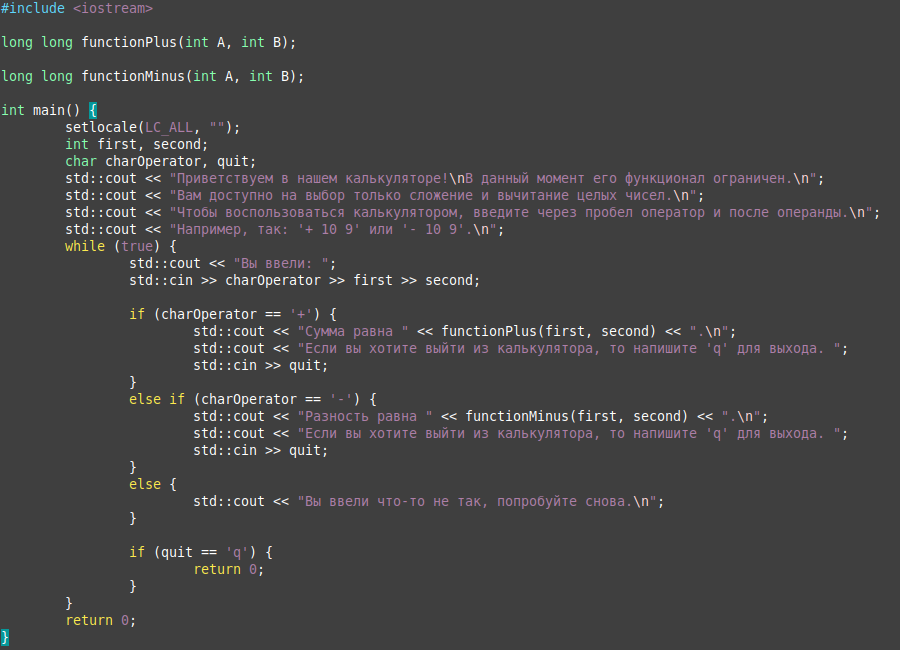 #include <iostream>
long long functionPlus(int A, int B);
long long functionMinus(int A, int B);
int main() {
setlocale(LC_ALL, "");
int first, second;
char charOperator, quit;
std::cout << "Приветствуем в нашем калькуляторе!\nВ данный момент его функционал ограничен.\n";
std::cout << "Вам доступно на выбор только сложение и вычитание целых чисел.\n";
std::cout << "Чтобы воспользоваться калькулятором, введите через пробел оператор и после операнды.\n";
std::cout << "Например, так: '+ 10 9' или '- 10 9'.\n";
while (true) {
std::cout << "Вы ввели: ";
std::cin >> charOperator >> first >> second;
if (charOperator == '+') {
std::cout << "Сумма равна " << functionPlus(first, second) << ".\n";
std::cout << "Если вы хотите выйти из калькулятора, то напишите 'q' для выхода. ";
std::cin >> quit;
}
else if (charOperator == '-') {
std::cout << "Разность равна " << functionMinus(first, second) << ".\n";
std::cout << "Если вы хотите выйти из калькулятора, то напишите 'q' для выхода. ";
std::cin >> quit;
}
else {
std::cout << "Вы ввели что-то не так, попробуйте снова.\n";
}
if (quit == 'q') {
return 0;
}
}
return 0;
}